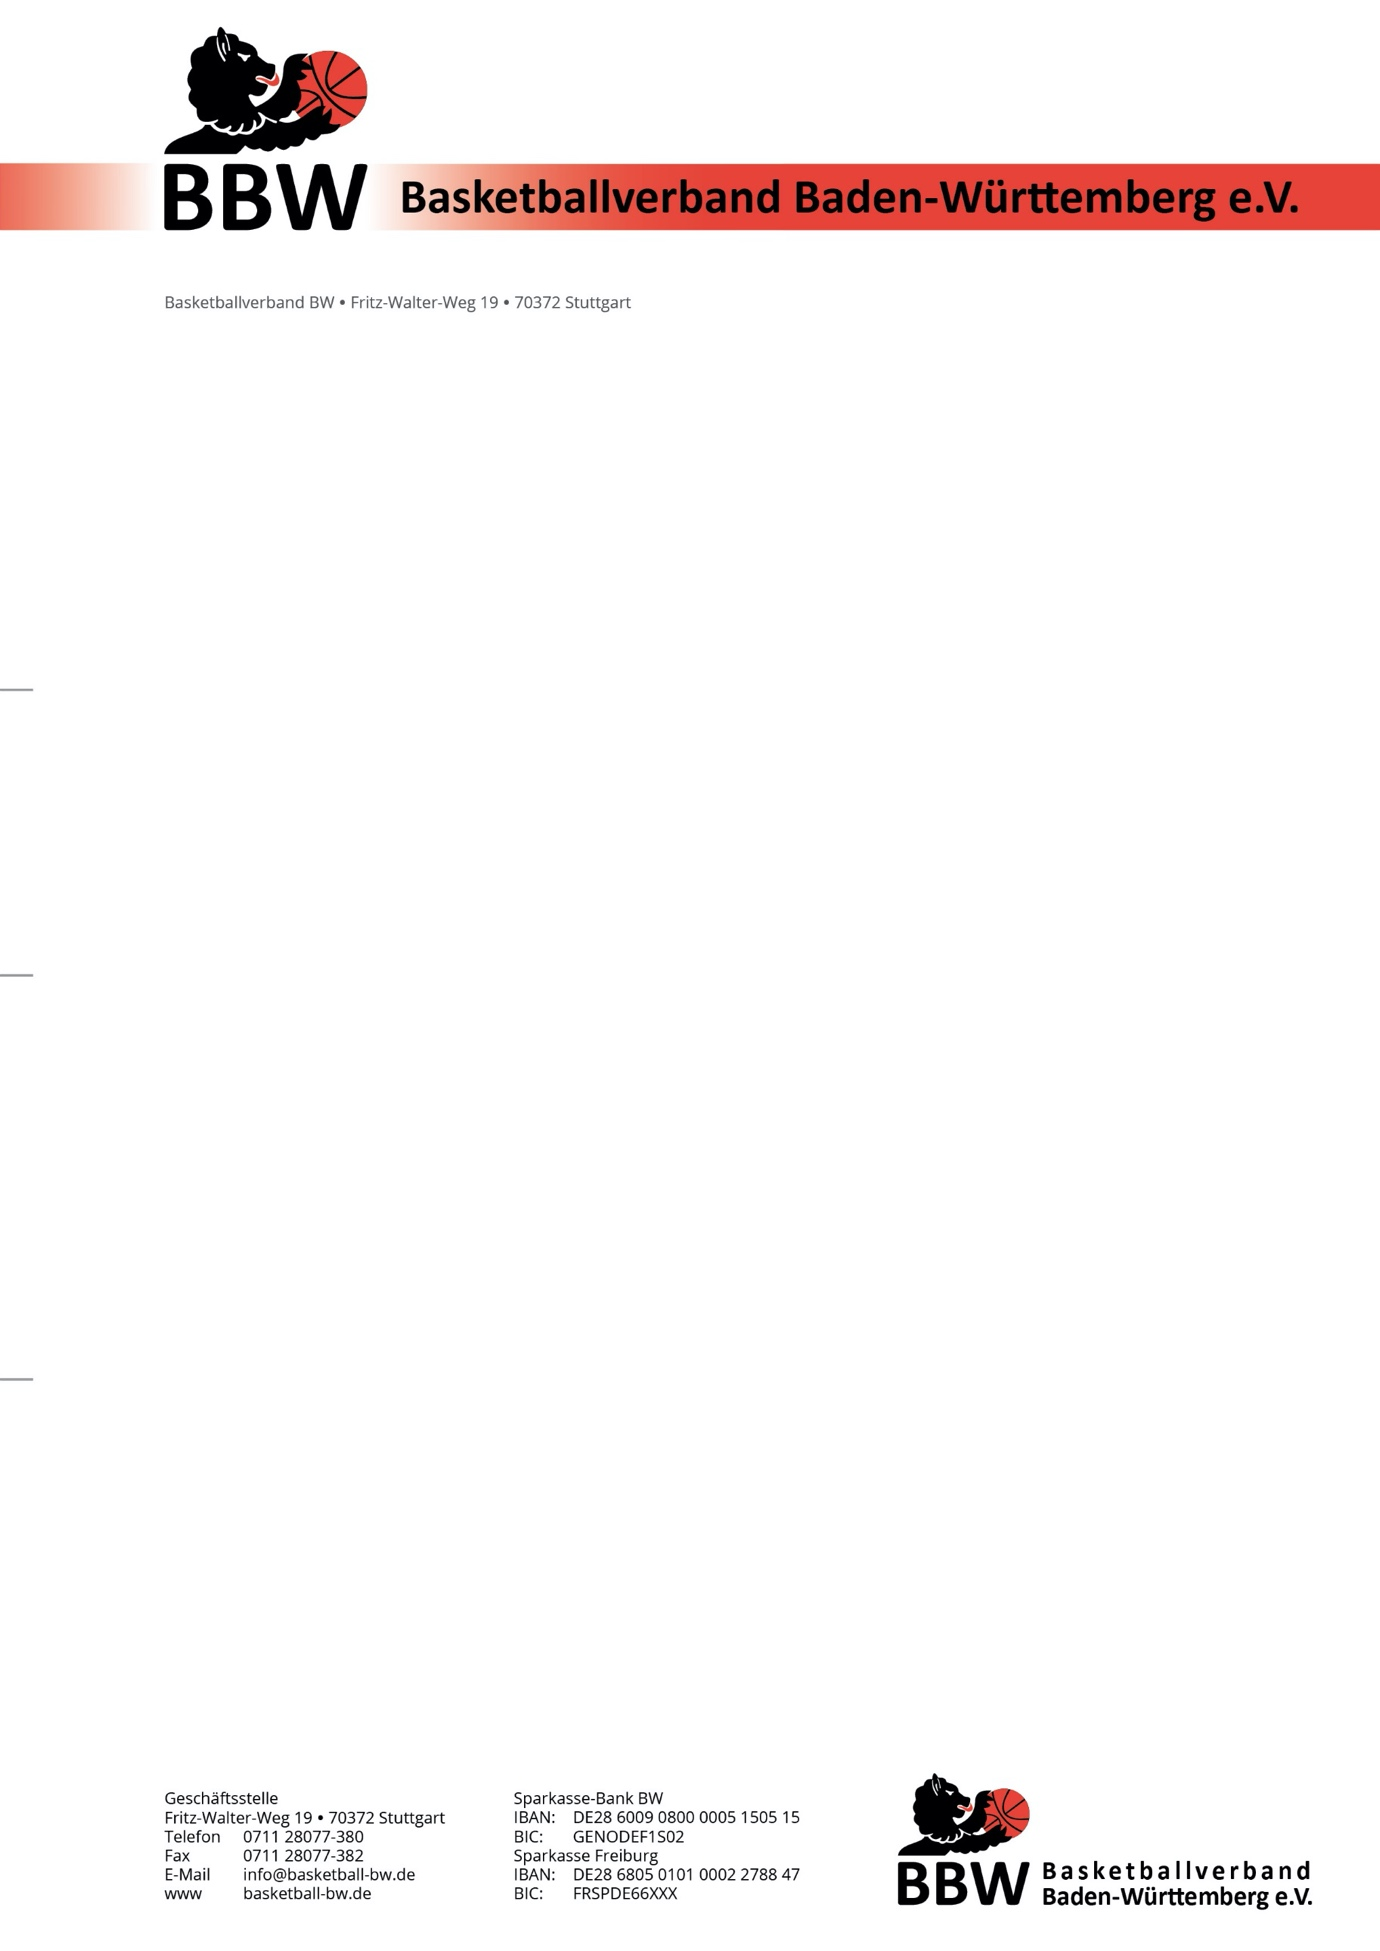 BBW Basketballverband Baden-Württemberg e.V.
Basketballverband BW • Fritz-Walter-Weg 19 • 70372 Stuttgart
Geschäftsstelle
Fritz-Walter-Weg 19 • 70372 Stuttgart
Telefon 0711 28077-380
Fax 0711 28077-382
E-Mail info@basketball-bw.de
www basketball-bw.de
Sparkasse-Bank BW
IBAN: DE28 6009 0800 0005 1505 15
BIC: GENODEF1S02
Sparkasse Freiburg
IBAN: DE28 6805 0101 0002 2788 47
BIC: FRSPDE66XXX
BBW
Basketballverband
Baden-Württemberg e.V.